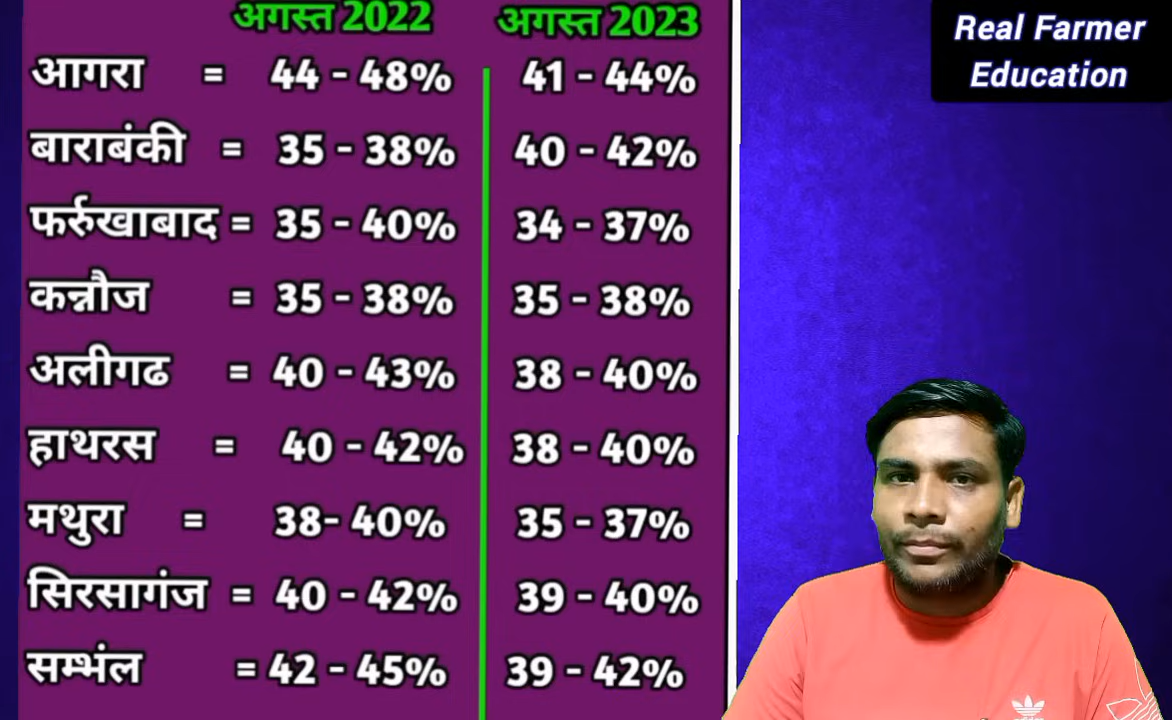 अगस्त 2022 अगस्त 2023
आगरा = 44 - 48% 41 - 44%
बाराबंकी = 35 - 38% 40 - 42%
फर्रुखाबाद = 35 - 40% 34 - 37%
कन्नौज = 35 - 38% 35 - 38%
अलीगढ = 40 - 43% 38 - 40%
हाथरस = 40 - 42% 38 - 40%
मथुरा = 38- 40% 35 - 37%
सिरसागंज = 40 - 42% 39 - 40%
सम्भंल = 42 - 45% 39 - 42%
Real Farmer
Education